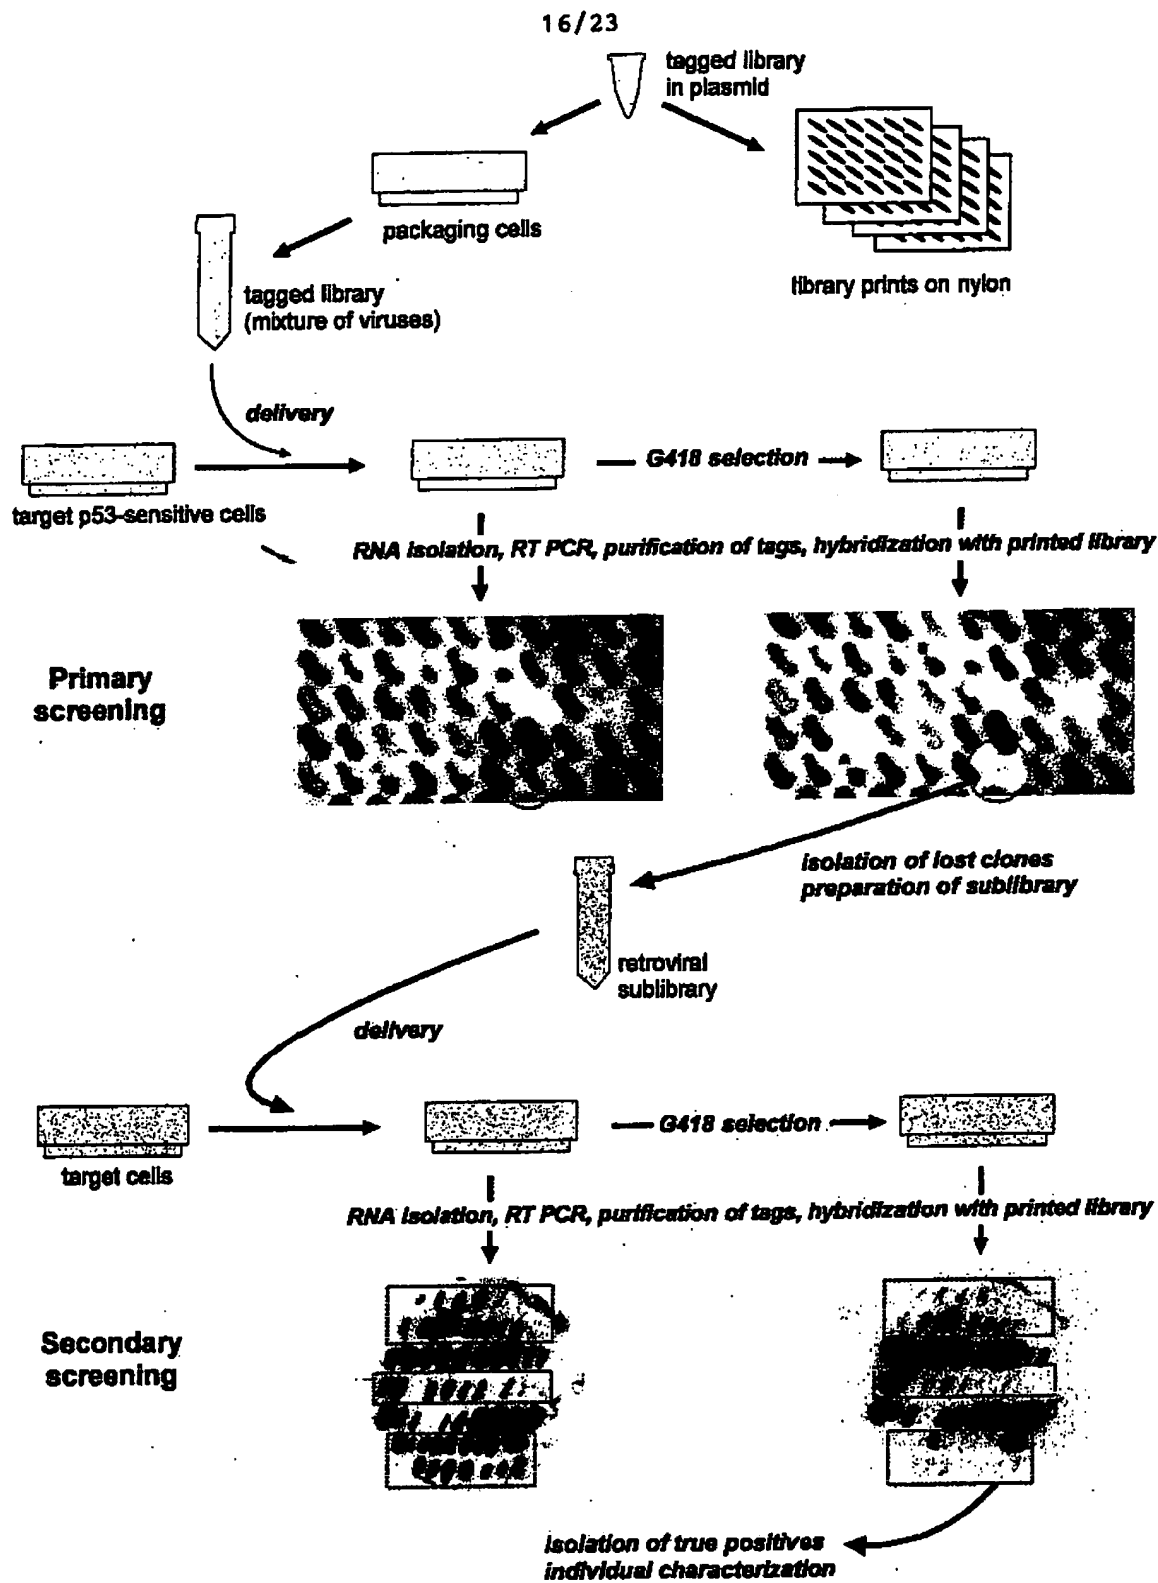 16/23
tagged library
in plasmid
packaging cells
library prints on nylon
tagged library
(mixture of viruses)
delivery
G418 selection
target p53-sensitive cells
RNA isolation, RT PCR, purification of tags, hybridization with printed library
Primary
screening
isolation of lost clones
preparation of sublibrary
retroviral
sublibrary
delivery
G418 selection
target cells
RNA isolation, RT PCR, purification of tags, hybridization with printed library
Secondary
screening
isolation of true positives
individual characterization